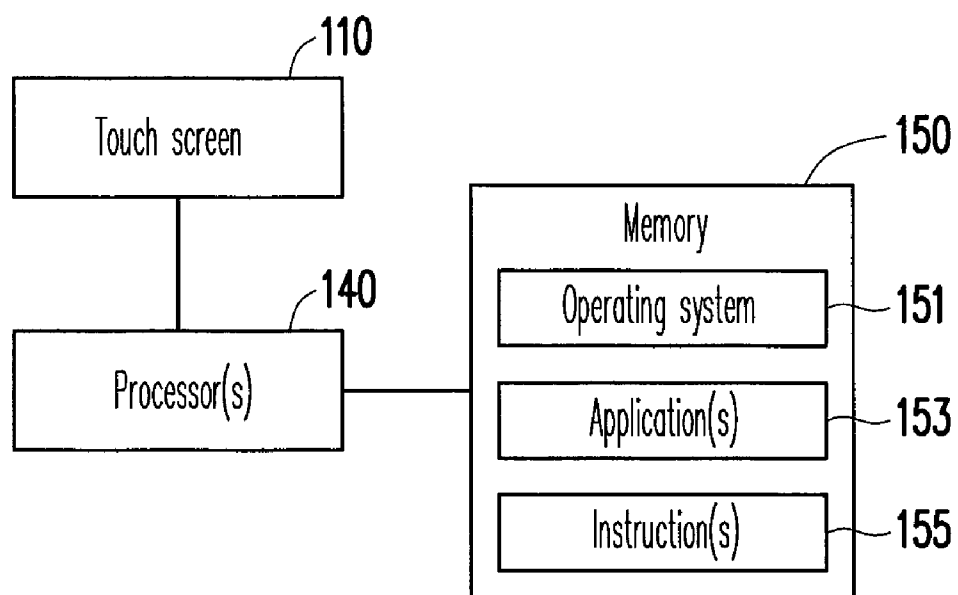 110
Touch screen
150
Memory
140
Operating system
151
Processor(s)
Application(s)
153
Instruction(s)
155